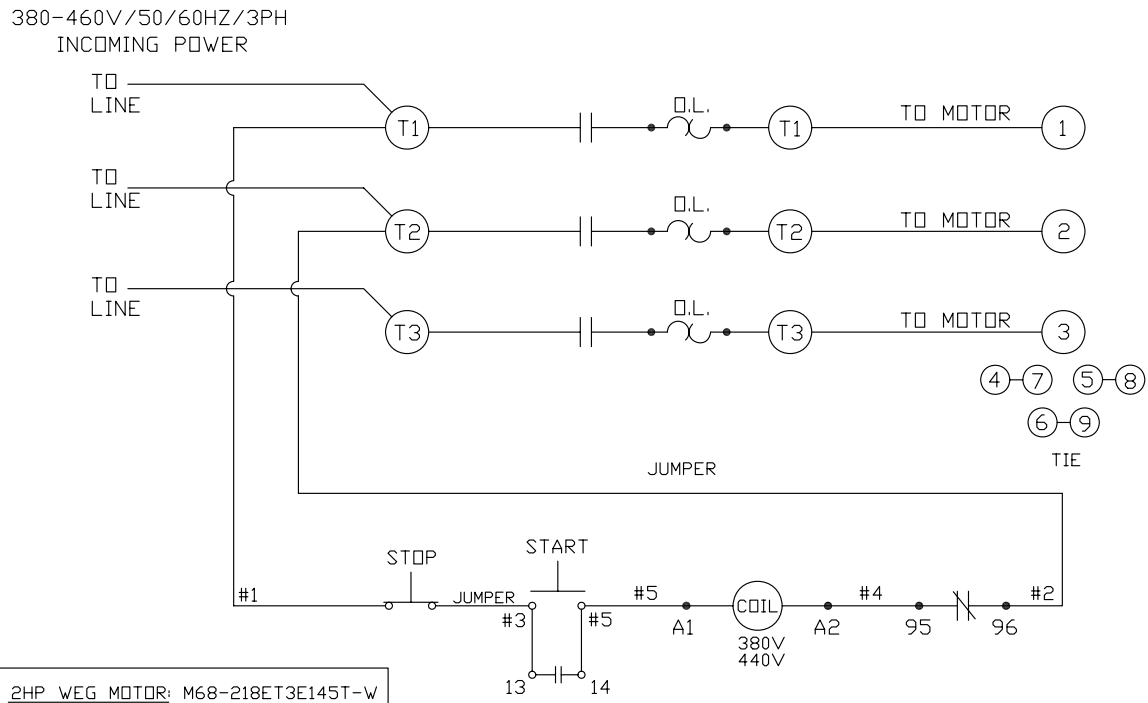 380-460V/50/60HZ/3PH
INCOMING POWER
TO
LINE
T1
O.L.
T1
TO MOTOR
1
TO
LINE
T2
O.L.
T2
TO MOTOR
2
TO
LINE
T3
O.L.
T3
TO MOTOR
3
4
7
5
8
6
9
TIE
JUMPER
STOP
START
#1
JUMPER
#3
#5
#5
A1
COIL
380V
440V
A2
#4
95
96
#2
13
14
2HP WEG MOTOR: M68-218ET3E145T-W